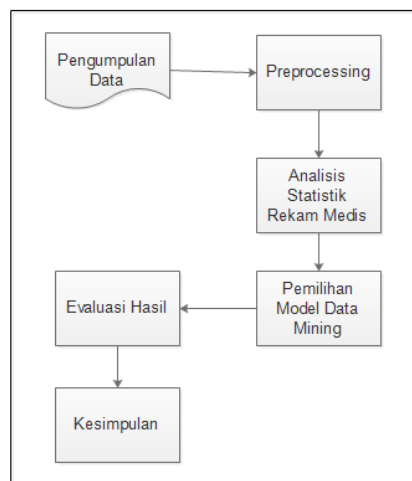 Pengumpulan
Data
Preprocessing
Analisis
Statistik
Rekam Medis
Pemilihan
Model Data
Mining
Evaluasi Hasil
Kesimpulan